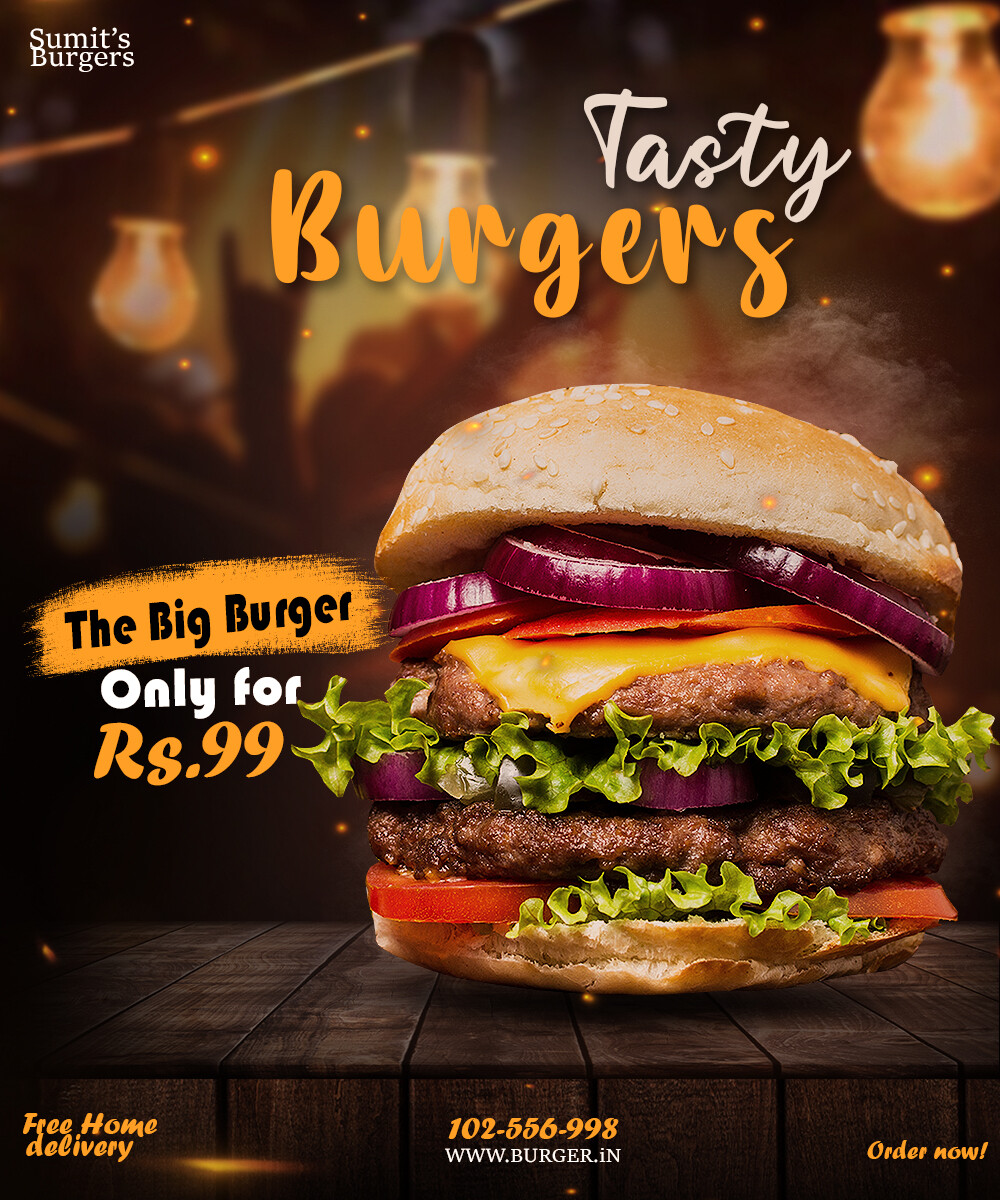 Sumit's
Burgers
Tasty
Burgers
The Big Burger
Only for
Rs.99
Free Home
delivery
102-556-998
WWW.BURGER.iN
Order now!